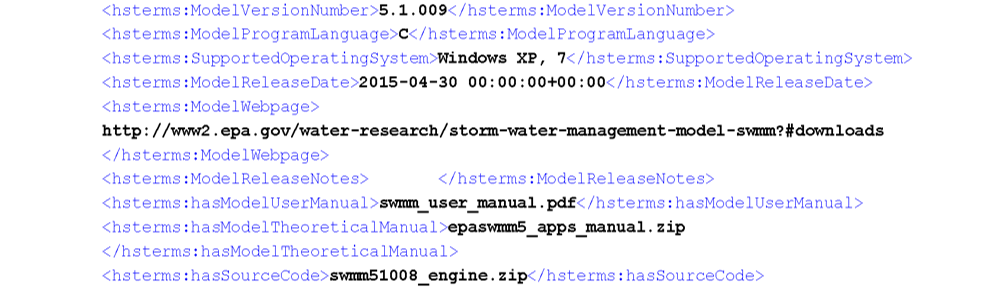 <hsterms:ModelVersionNumber>5.1.009</hsterms:ModelVersionNumber>
<hsterms:ModelProgramLanguage>C</hsterms:ModelProgramLanguage>
<hsterms:SupportedOperatingSystem>Windows XP, 7</hsterms:SupportedOperatingSystem>
<hsterms:ModelReleaseDate>2015-04-30 00:00:00+00:00</hsterms:ModelReleaseDate>
<hsterms:ModelWebpage>
http://www2.epa.gov/water-research/storm-water-management-model-swmm?#downloads
</hsterms:ModelWebpage>
<hsterms:ModelReleaseNotes>       </hsterms:ModelReleaseNotes>
<hsterms:hasModelUserManual>swmm_user_manual.pdf</hsterms:hasModelUserManual>
<hsterms:hasModelTheoreticalManual>epaswmm5_apps_manual.zip
</hsterms:hasModelTheoreticalManual>
<hsterms:hasSourceCode>swmm51008_engine.zip</hsterms:hasSourceCode>